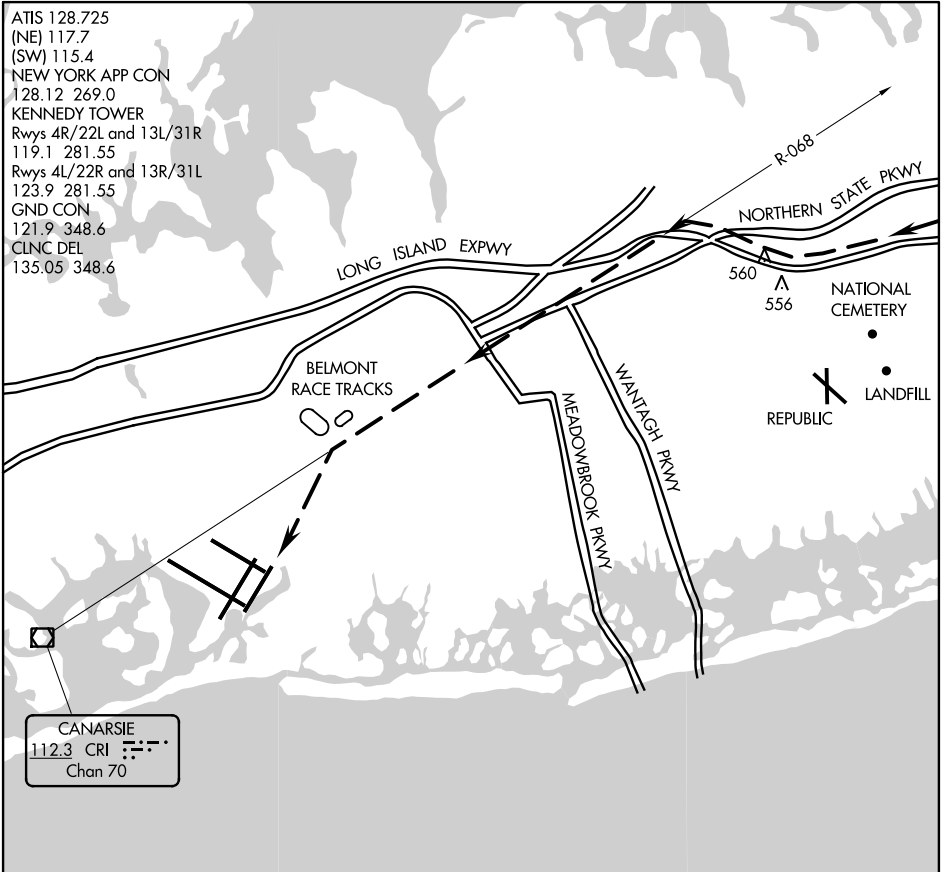 ATIS 128.725
(NE) 117.7
(SW) 115.4
NEW YORK APP CON
128.12 269.0
KENNEDY TOWER
Rwys 4R/22L and 13L/31R
119.1 281.55
Rwys 4L/22R and 13R/31L
123.9 281.55
GND CON
121.9 348.6
CLNC DEL
135.05 348.6
R-068
NORTHERN STATE PKWY
LONG ISLAND EXPWY
560
556
NATIONAL
CEMETERY
LANDFILL
REPUBLIC
BELMONT
RACE TRACKS
WANTAGH PKWY
MEADOWBROOK PKWY
CANARSIE
112.3 CRI
Chan 70